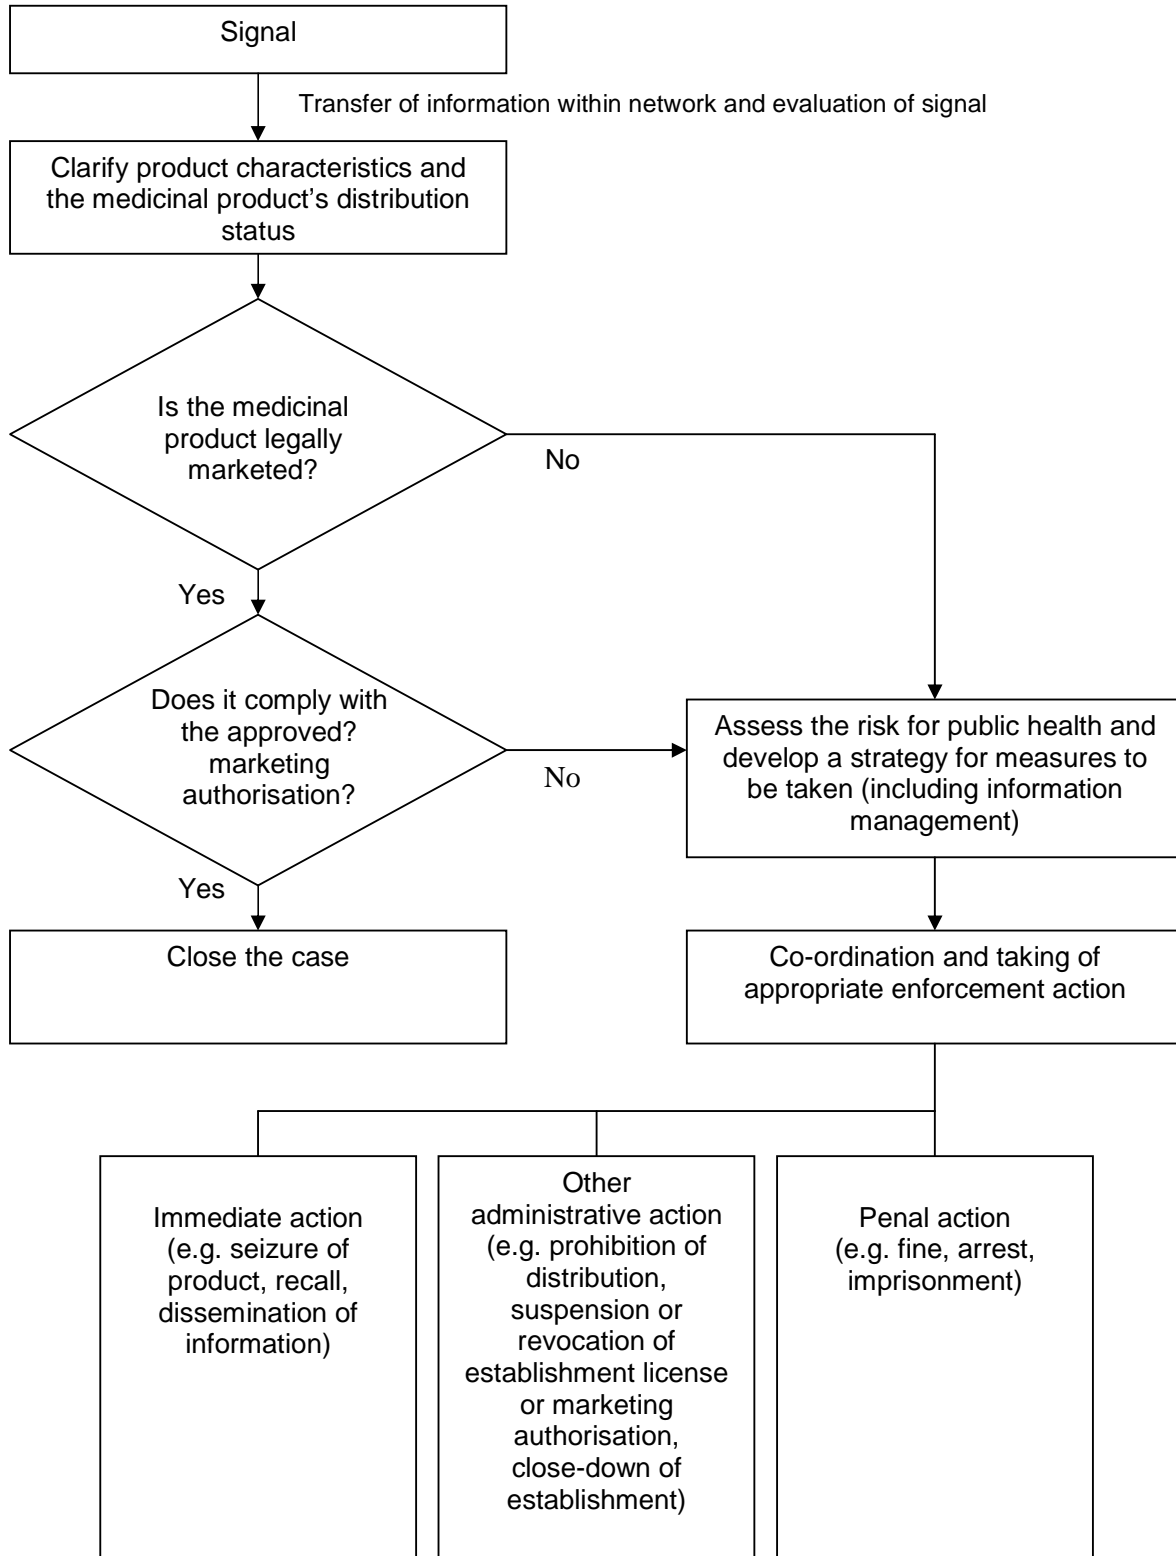 Signal
Transfer of information within network and evaluation of signal
Clarify product characteristics and
the medicinal product’s distribution
status
Is the medicinal
product legally
marketed?
No
Yes
Does it comply with
the approved?
marketing
authorisation?
No
Assess the risk for public health and
develop a strategy for measures to
be taken (including information
management)
Yes
Close the case
Co-ordination and taking of
appropriate enforcement action
Immediate action
(e.g. seizure of
product, recall,
dissemination of
information)
Other
administrative action
(e.g. prohibition of
distribution,
suspension or
revocation of
establishment license
or marketing
authorisation,
close-down of
establishment)
Penal action
(e.g. fine, arrest,
imprisonment)